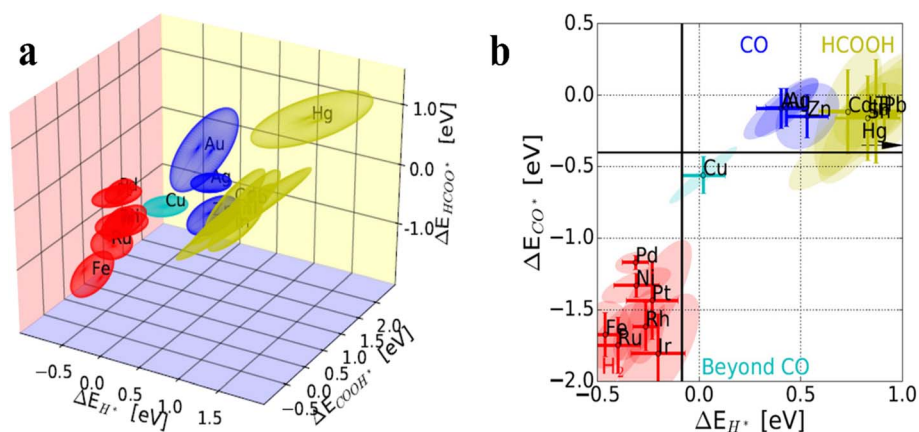 a
Hg
Au
Ag
Cu
Ru
Fe
1.0
0.0
-1.0
ΔE_HCOO* [eV]
-0.5
0.0
0.5
1.0
1.5
ΔE_H* [eV]
-0.5
0.0
0.5
1.0
1.5
2.0
ΔE_COOH* [eV]
b
0.5
0.0
-0.5
-1.0
-1.5
-2.0
ΔE_CO* [eV]
CO
HCOOH
Ag
Zn
Cd
Pb
Hg
Cu
Pd
Ni
Pt
Fe
Rh
Ru
Ir
H₂
Beyond CO
-0.5
0.0
0.5
1.0
ΔE_H* [eV]